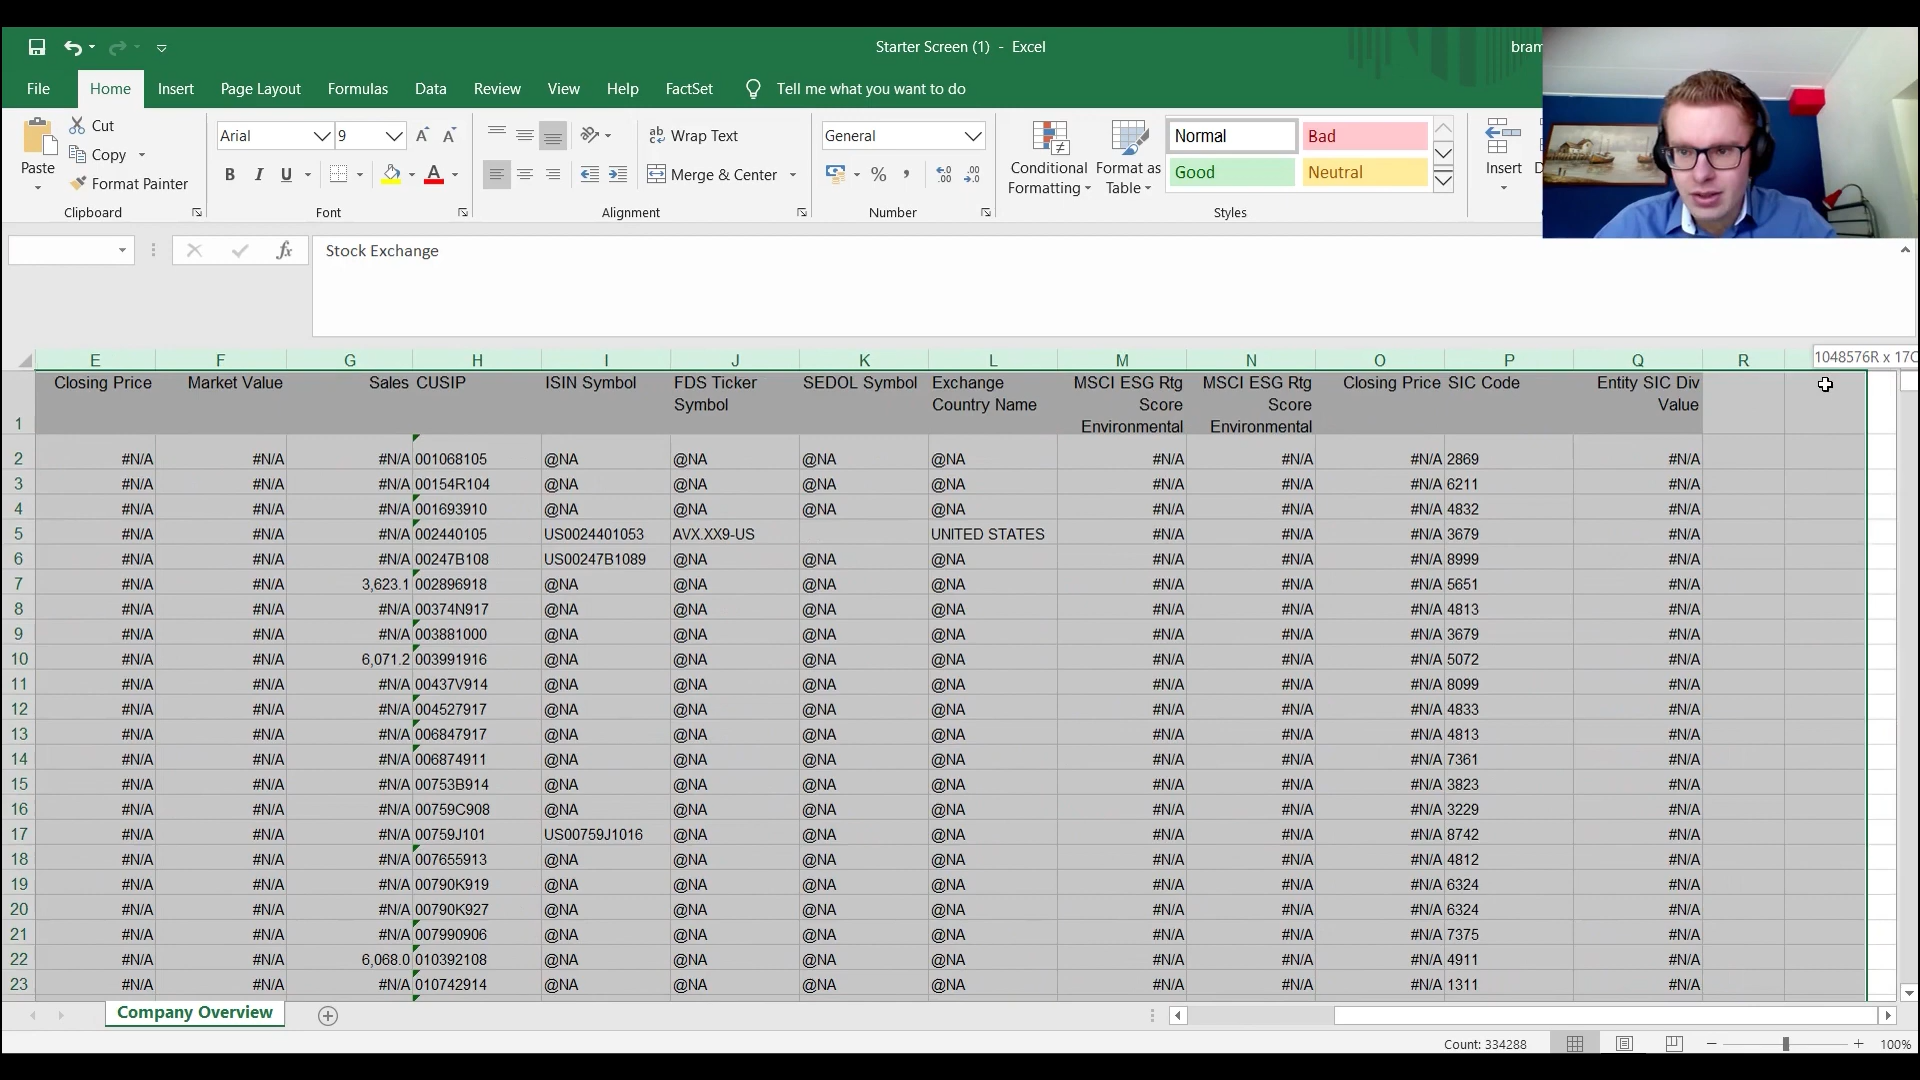 Starter Screen (1) - Excel
bram
File Home Insert Page Layout Formulas Data Review View Help FactSet Tell me what you want to do
Paste
Cut
Copy
Format Painter
Clipboard
Arial 9
B I U A
Font
ab Wrap Text
Merge & Center
Alignment
General
% ,
Number
Conditional Formatting
Format as Table
Normal Bad
Good Neutral
Styles
Insert
fx Stock Exchange
1048576R x 17C
E F G H I J K L M N O P Q R
1 Closing Price Market Value Sales CUSIP ISIN Symbol FDS Ticker Symbol SEDOL Symbol Exchange Country Name MSCI ESG Rtg Score Environmental MSCI ESG Rtg Score Environmental Closing Price SIC Code Entity SIC Div Value
2 #N/A #N/A #N/A 001068105 @NA @NA @NA @NA #N/A #N/A #N/A 2869 #N/A
3 #N/A #N/A #N/A 00154R104 @NA @NA @NA @NA #N/A #N/A #N/A 6211 #N/A
4 #N/A #N/A #N/A 001693910 @NA @NA @NA @NA #N/A #N/A #N/A 4832 #N/A
5 #N/A #N/A #N/A 002440105 US0024401053 AVX.XX9-US UNITED STATES #N/A #N/A #N/A 3679 #N/A
6 #N/A #N/A #N/A 00247B108 US00247B1089 @NA @NA @NA #N/A #N/A #N/A 8999 #N/A
7 #N/A #N/A 3,623.1 002896918 @NA @NA @NA @NA #N/A #N/A #N/A 5651 #N/A
8 #N/A #N/A #N/A 00374N917 @NA @NA @NA @NA #N/A #N/A #N/A 4813 #N/A
9 #N/A #N/A #N/A 003881000 @NA @NA @NA @NA #N/A #N/A #N/A 3679 #N/A
10 #N/A #N/A 6,071.2 003991916 @NA @NA @NA @NA #N/A #N/A #N/A 5072 #N/A
11 #N/A #N/A #N/A 00437V914 @NA @NA @NA @NA #N/A #N/A #N/A 8099 #N/A
12 #N/A #N/A #N/A 004527917 @NA @NA @NA @NA #N/A #N/A #N/A 4833 #N/A
13 #N/A #N/A #N/A 006847917 @NA @NA @NA @NA #N/A #N/A #N/A 4813 #N/A
14 #N/A #N/A #N/A 006874911 @NA @NA @NA @NA #N/A #N/A #N/A 7361 #N/A
15 #N/A #N/A #N/A 00753B914 @NA @NA @NA @NA #N/A #N/A #N/A 3823 #N/A
16 #N/A #N/A #N/A 00759C908 @NA @NA @NA @NA #N/A #N/A #N/A 3229 #N/A
17 #N/A #N/A #N/A 00759J101 US00759J1016 @NA @NA @NA #N/A #N/A #N/A 8742 #N/A
18 #N/A #N/A #N/A 007655913 @NA @NA @NA @NA #N/A #N/A #N/A 4812 #N/A
19 #N/A #N/A #N/A 00790K919 @NA @NA @NA @NA #N/A #N/A #N/A 6324 #N/A
20 #N/A #N/A #N/A 00790K927 @NA @NA @NA @NA #N/A #N/A #N/A 6324 #N/A
21 #N/A #N/A #N/A 007990906 @NA @NA @NA @NA #N/A #N/A #N/A 7375 #N/A
22 #N/A #N/A 6,068.0 010392108 @NA @NA @NA @NA #N/A #N/A #N/A 4911 #N/A
23 #N/A #N/A #N/A 010742914 @NA @NA @NA @NA #N/A #N/A #N/A 1311 #N/A
Company Overview
Count: 334288 100%